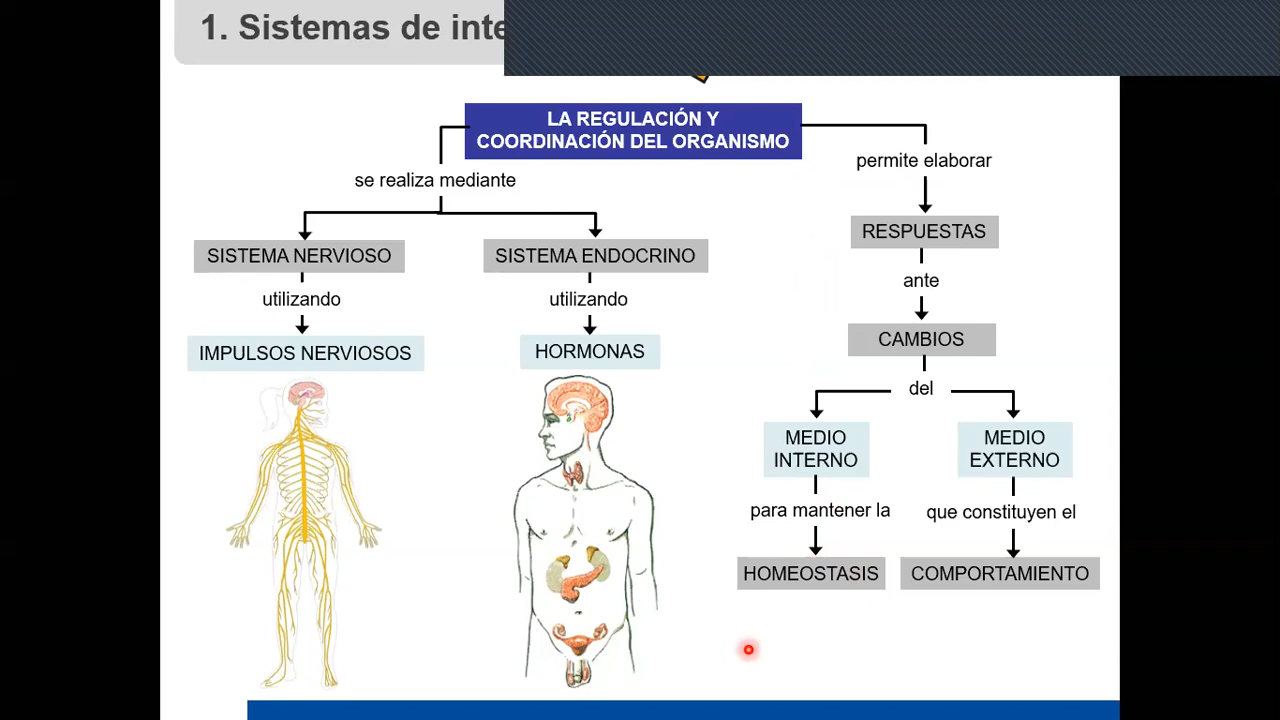 1. Sistemas de
LA REGULACIÓN Y
COORDINACIÓN DEL ORGANISMO
se realiza mediante
permite elaborar
SISTEMA NERVIOSO
SISTEMA ENDOCRINO
RESPUESTAS
utilizando
utilizando
ante
IMPULSOS NERVIOSOS
HORMONAS
CAMBIOS
del
MEDIO
INTERNO
MEDIO
EXTERNO
para mantener la
que constituyen el
HOMEOSTASIS
COMPORTAMIENTO